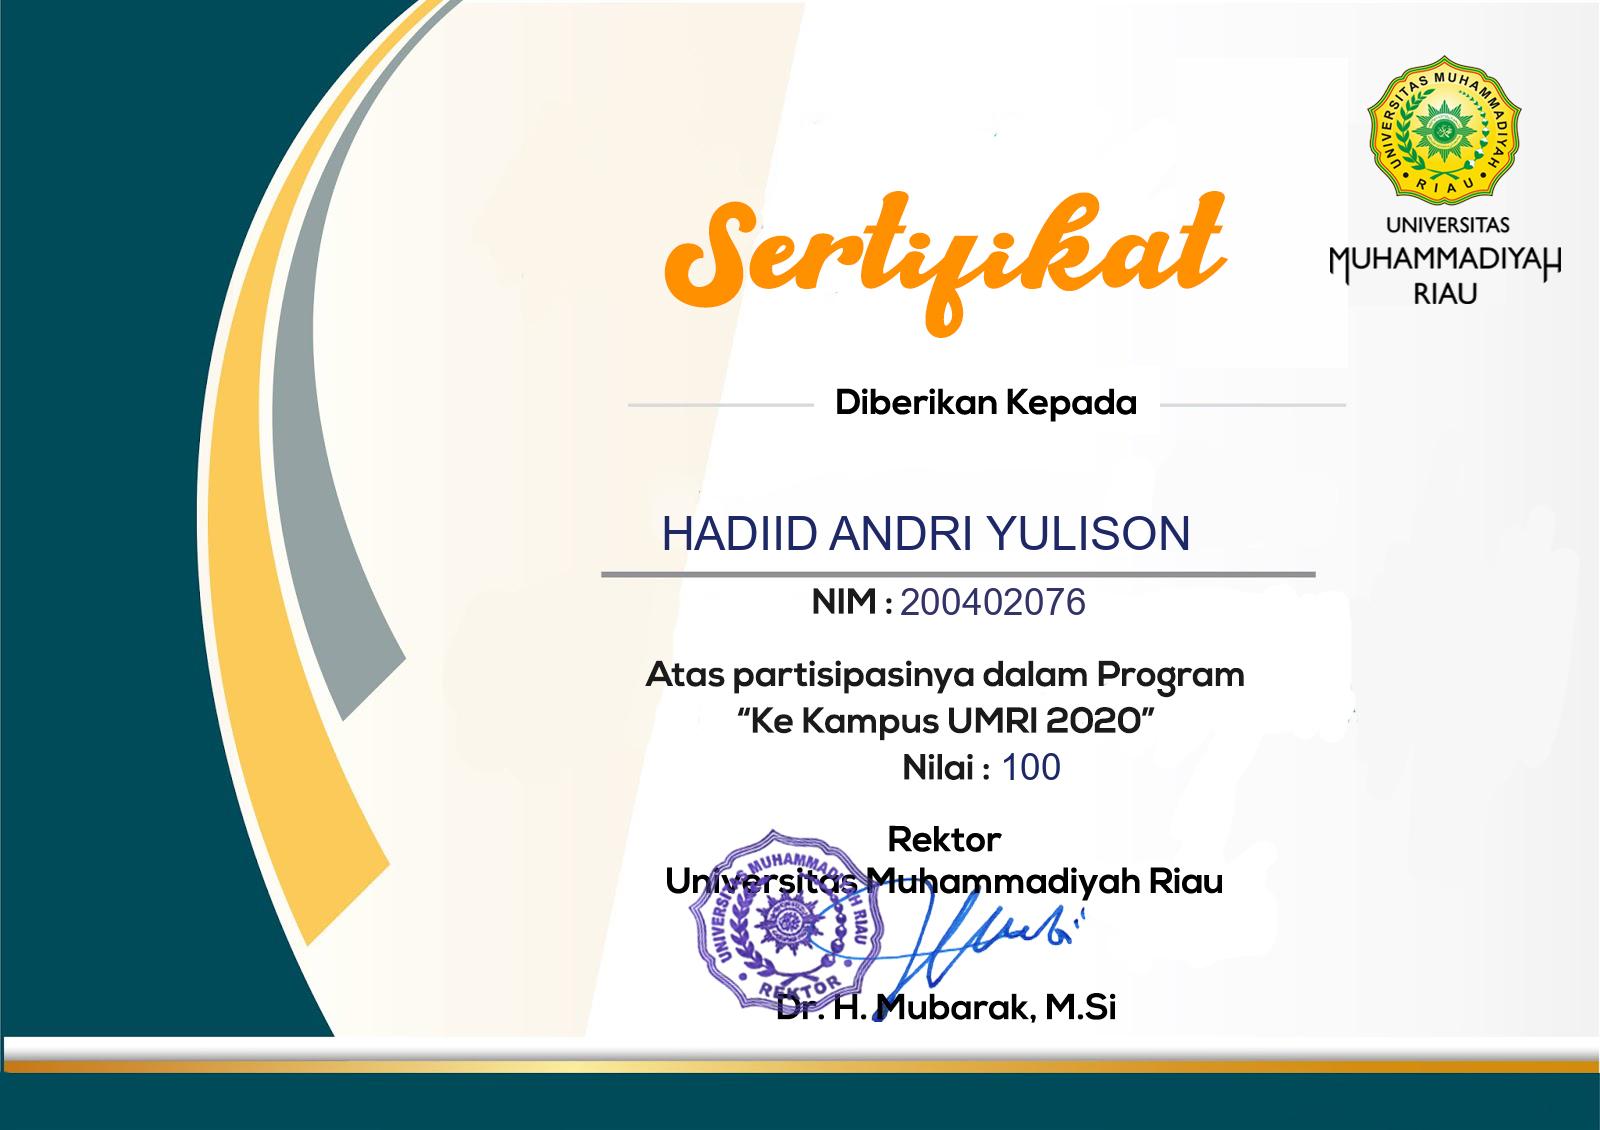 UNIVERSITAS MUHAMMADIYAH
RIAU
UNIVERSITAS
MUHAMMADIYAH
RIAU
Sertifikat
Diberikan Kepada
HADIID ANDRI YULISON
NIM : 200402076
Atas partisipasinya dalam Program
“Ke Kampus UMRI 2020”
Nilai : 100
Rektor
Universitas Muhammadiyah Riau
UNIVERSITAS MUHAMMADIYAH RIAU
REKTOR
Dr. H. Mubarak, M.Si